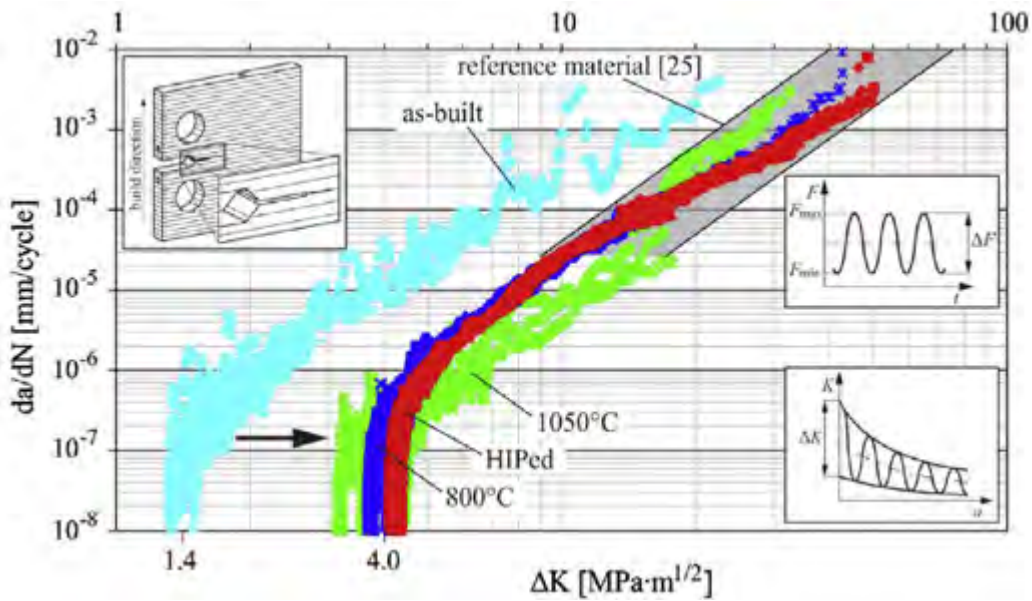 1 10 100
10-2
10-3
10-4
10-5
10-6
10-7
10-8
da/dN [mm/cycle]
build direction
reference material [25]
as-built
F
Fmax
Fmin
ΔF
t
1050°C
HIPed
800°C
K
ΔK
a
1.4 4.0
ΔK [MPa·m1/2]